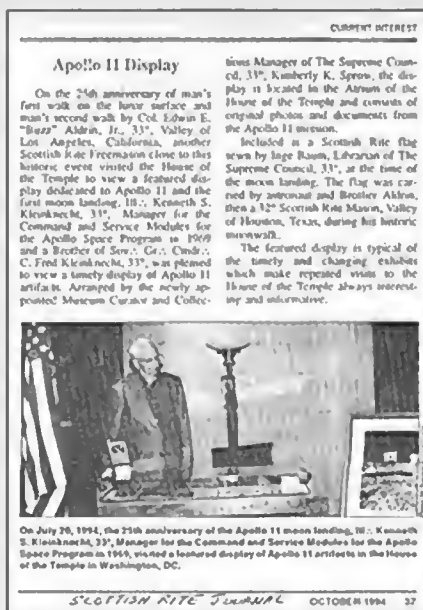 CURRENT INTEREST
Apollo 11 Display
On the 25th anniversary of man's
first walk on the lunar surface and
man's second walk by Col. Edwin E.
"Buzz" Aldrin, Jr., 33°, Valley of
Los Angeles, California, another
Scottish Rite Freemason close to this
historic event visited the House of
the Temple to view a featured dis-
play dedicated to Apollo 11 and the
first moon landing. Ill∴ Kenneth S.
Kleinknecht, 33°, Manager for the
Command and Service Modules for
the Apollo Space Program in 1969
and a Brother of Sov∴ Gr∴ Cmdr∴
C. Fred Kleinknecht, 33°, was pleased
to view a timely display of Apollo 11
artifacts. Arranged by the newly ap-
pointed Museum Curator and Collec-
tions Manager of The Supreme Coun-
cil, 33°, Kimberly K. Sprow, the dis-
play is located in the Atrium of the
House of the Temple and consists of
original photos and documents from
the Apollo 11 mission.
Included is a Scottish Rite flag
sewn by Inge Baum, Librarian of The
Supreme Council, 33°, at the time of
the moon landing. The flag was car-
ried by astronaut and Brother Aldrin,
then a 32° Scottish Rite Mason, Valley
of Houston, Texas, during his historic
moonwalk.
The featured display is typical of
the timely and changing exhibits
which make repeated visits to the
House of the Temple always interest-
ing and informative.
On July 20, 1994, the 25th anniversary of the Apollo 11 moon landing, Ill∴ Kenneth
S. Kleinknecht, 33°, Manager for the Command and Service Modules for the Apollo
Space Program in 1969, visited a featured display of Apollo 11 artifacts in the House
of the Temple in Washington, DC.
SCOTTISH RITE JOURNAL OCTOBER 1994 37